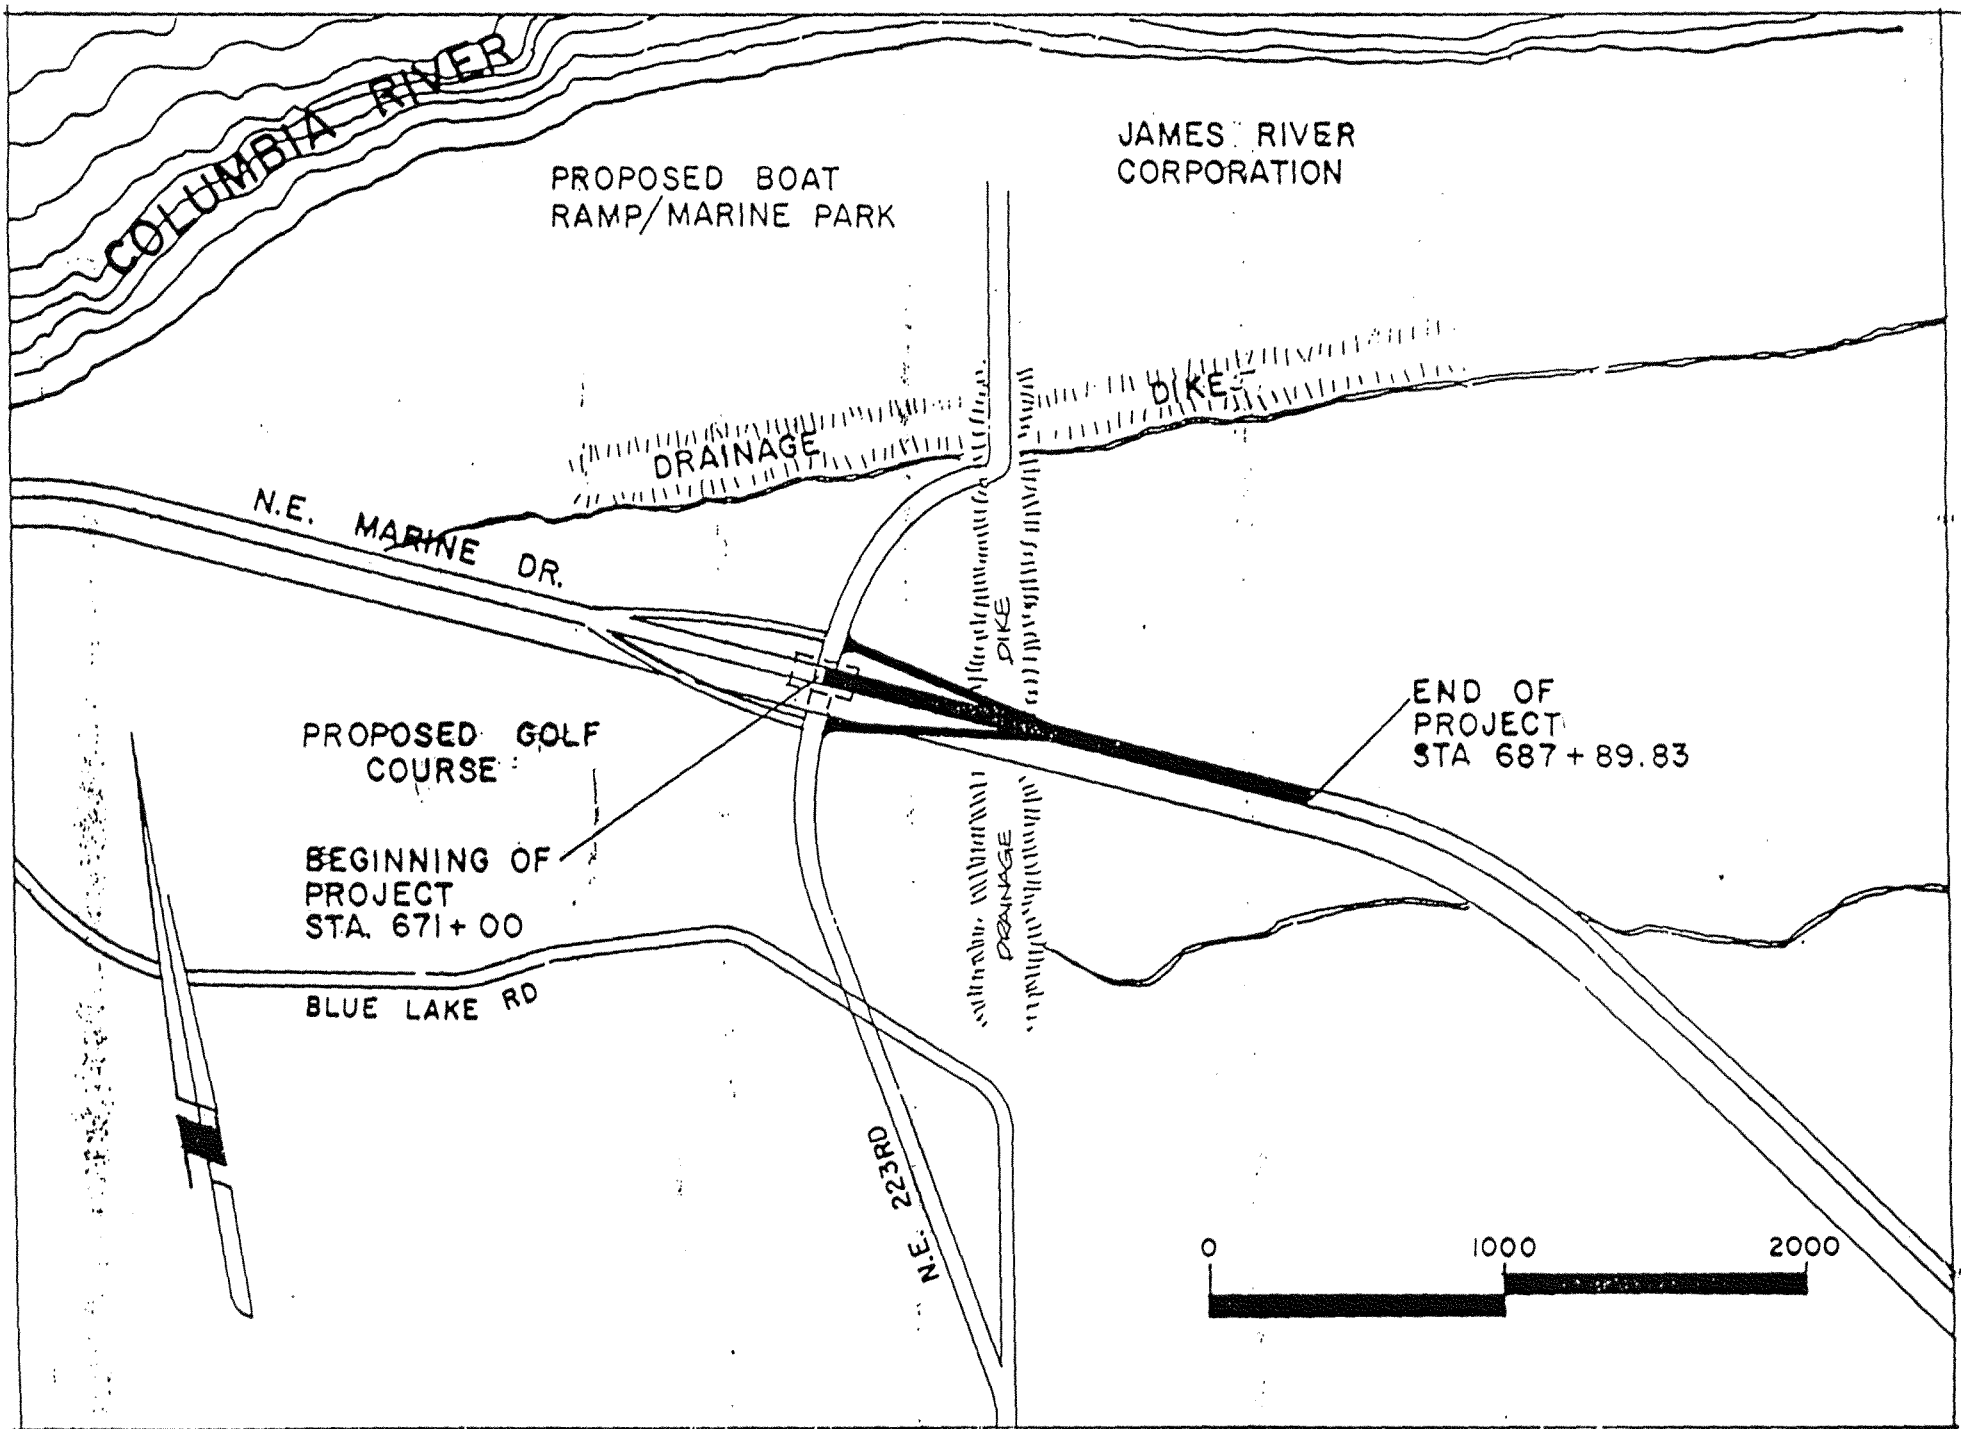 COLUMBIA RIVER
JAMES RIVER
CORPORATION
PROPOSED BOAT
RAMP/MARINE PARK
DIKE
DRAINAGE
N.E. MARINE DR.
DIKE
END OF
PROJECT
STA 687+89.83
PROPOSED GOLF
COURSE
BEGINNING OF
PROJECT
STA. 671+00
DRAINAGE
BLUE LAKE RD
N.E. 223RD
0 1000 2000